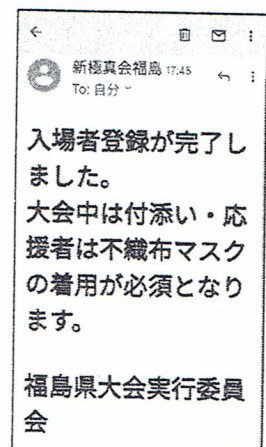 新極真会福島 17:45
To: 自分
入場者登録が完了し
ました。
大会中は付添い・応
援者は不織布マスク
の着用が必須となり
ます。
福島県大会実行委員
会